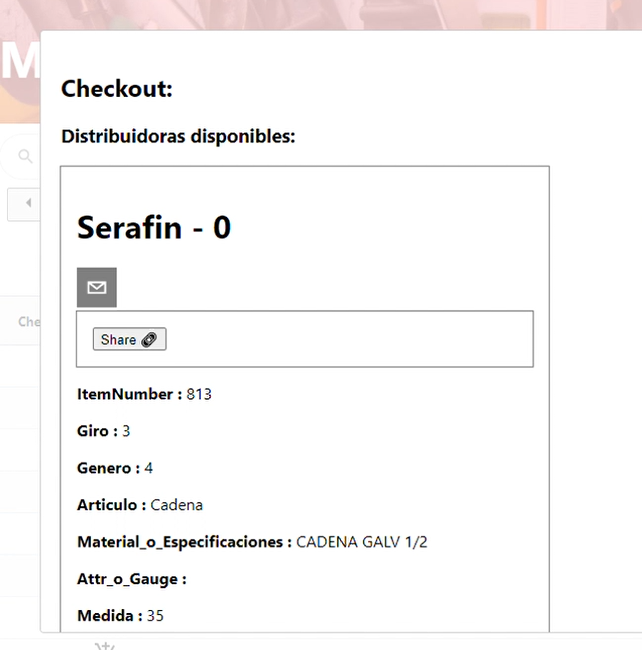 M
Checkout:
Distribuidoras disponibles:
Serafin - 0
Share
Che
ItemNumber : 813
Giro : 3
Genero : 4
Articulo : Cadena
Material_o_Especificaciones : CADENA GALV 1/2
Attr_o_Gauge :
Medida : 35